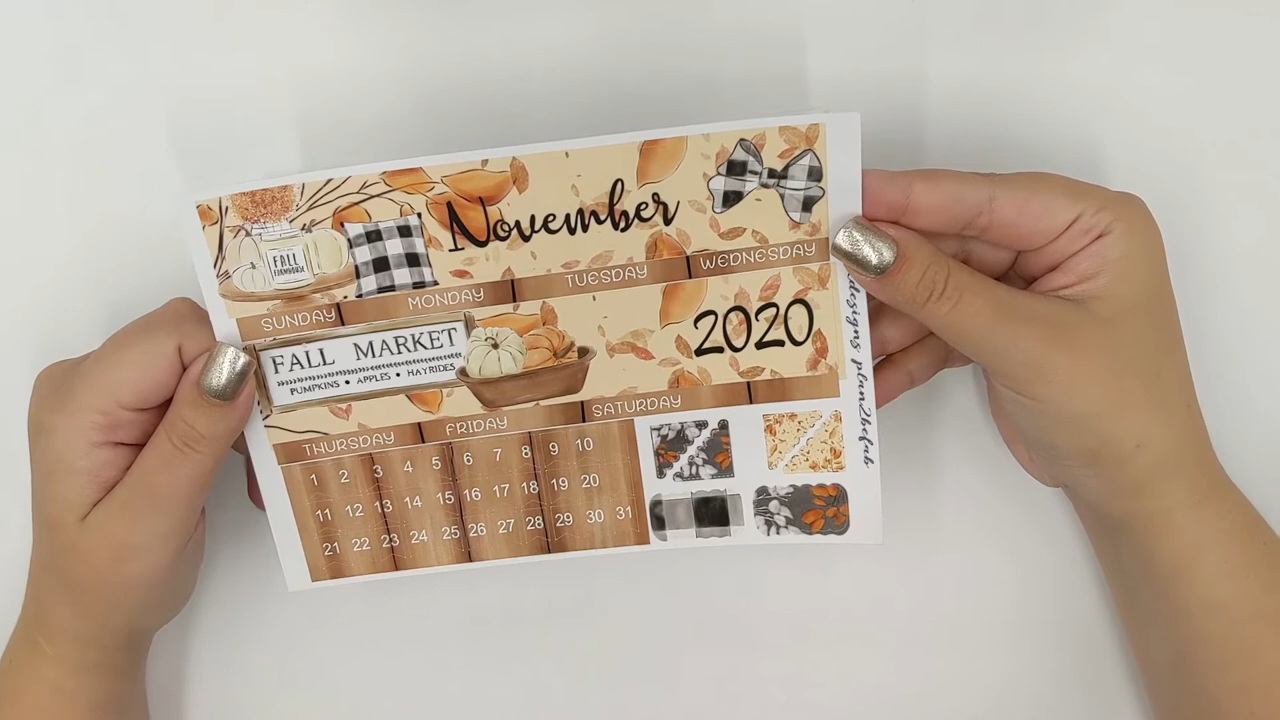 November
FALL
FARMHOUSE
SUNDAY MONDAY TUESDAY WEDNESDAY
FALL MARKET
PUMPKINS • APPLES • HAYRIDES
2020
THURSDAY FRIDAY SATURDAY
1 2 3 4 5 6 7 8 9 10
11 12 13 14 15 16 17 18 19 20
21 22 23 24 25 26 27 28 29 30 31
designs plan2befab